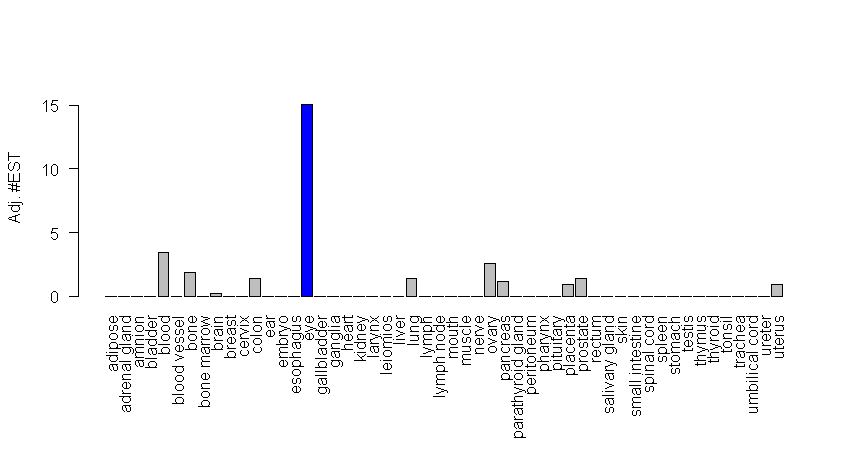 Adj. #EST
15
10
5
0
adipose
adrenal gland
amnion
bladder
blood
blood vessel
bone
bone marrow
brain
breast
cervix
colon
ear
embryo
esophagus
eye
gallbladder
ganglia
heart
kidney
larynx
leiomios
liver
lung
lymph
lymph node
mouth
muscle
nerve
ovary
pancreas
parathyroid gland
peritoneum
pharynx
pituitary
placenta
prostate
rectum
salivary gland
skin
small intestine
spinal cord
spleen
stomach
testis
thymus
thyroid
tonsil
trachea
umbilical cord
ureter
uterus